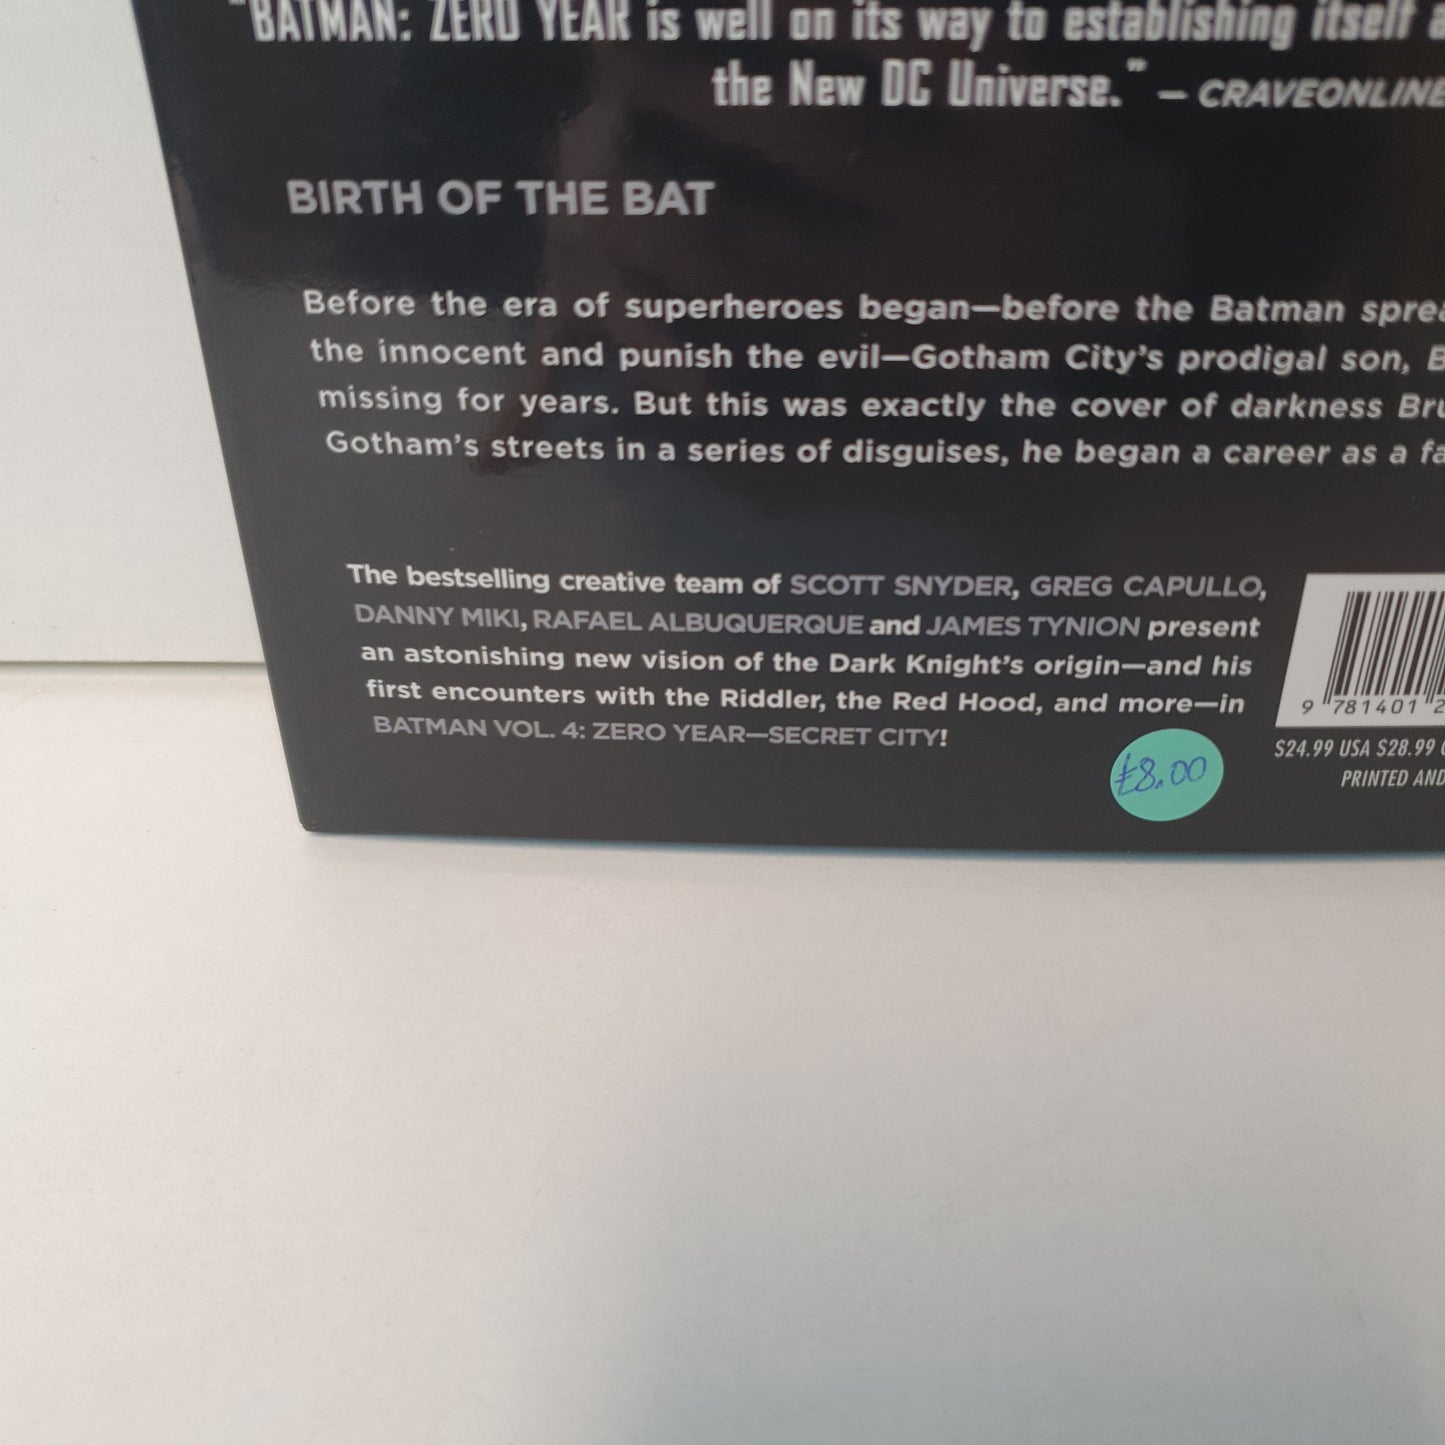 "BATMAN: ZERO YEAR is well on its way to establishing itself
the New DC Universe." – CRAVEONLINE
BIRTH OF THE BAT
Before the era of superheroes began—before the Batman
the innocent and punish the evil—Gotham City's prodigal son,
missing for years. But this was exactly the cover of darkness
Gotham's streets in a series of disguises, he began a career as a
The bestselling creative team of SCOTT SNYDER, GREG CAPULLO,
DANNY MIKI, RAFAEL ALBUQUERQUE and JAMES TYNION present
an astonishing new vision of the Dark Knight's origin—and his
first encounters with the Riddler, the Red Hood, and more—in
BATMAN VOL. 4: ZERO YEAR—SECRET CITY!
9 781401 2
$24.99 USA $28.99
PRINTED AND
£8.00